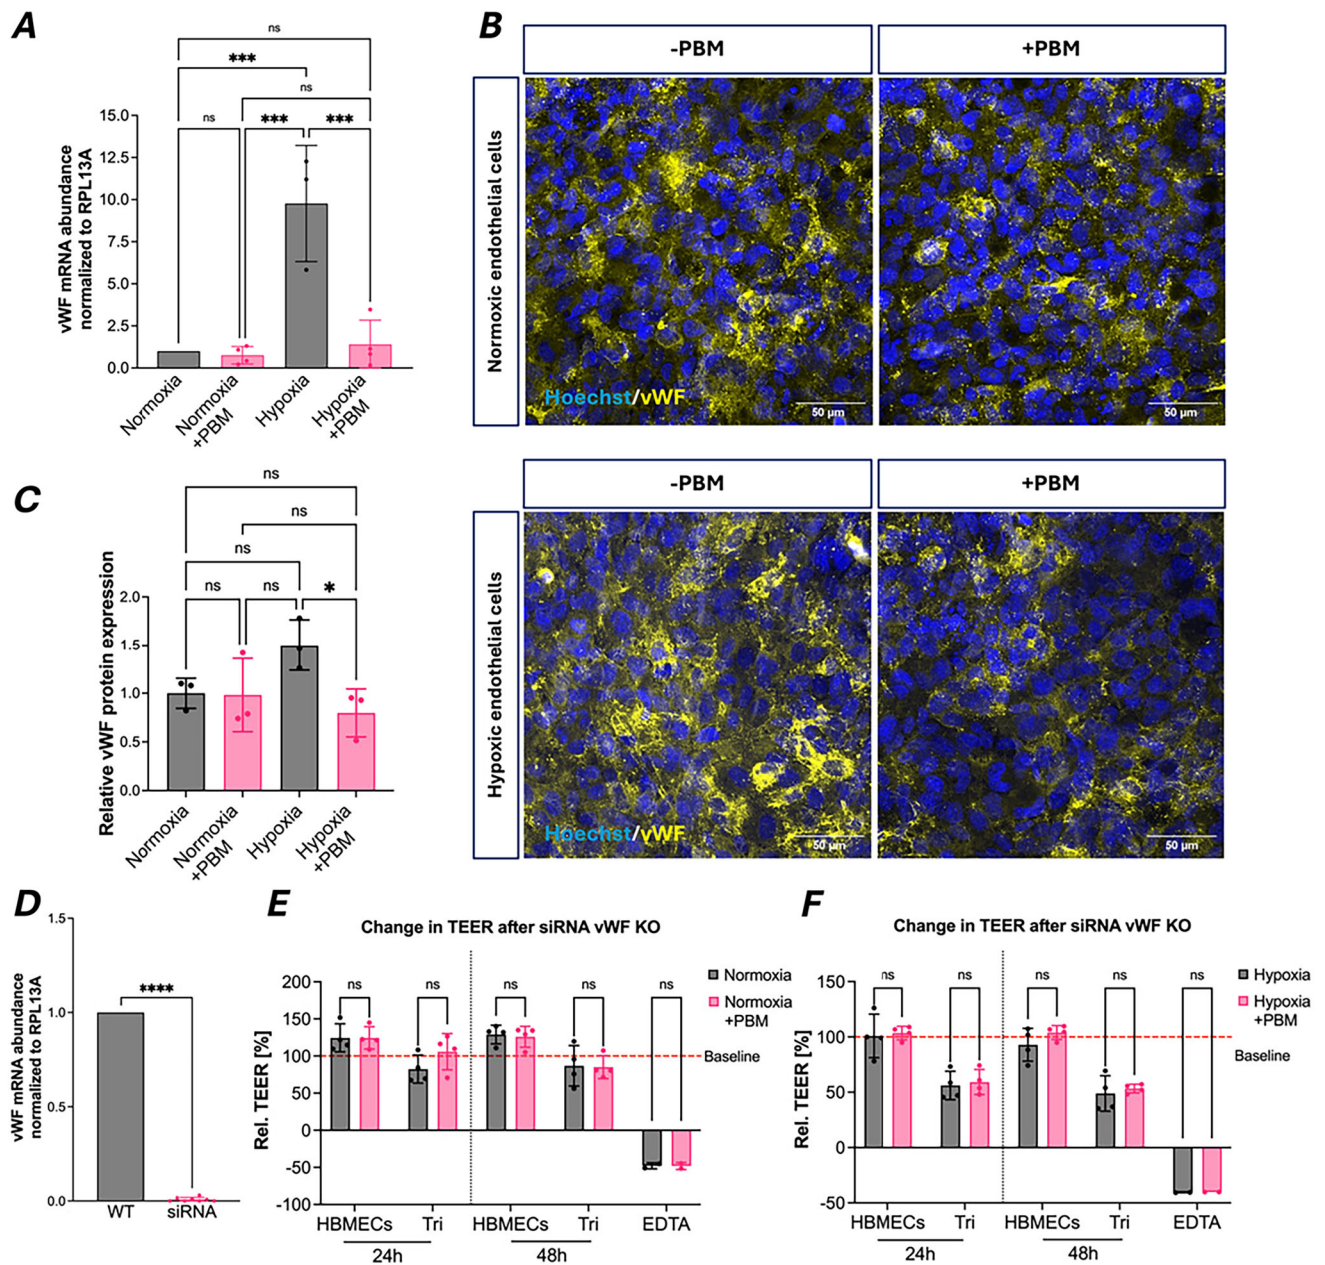 A
ns
***
ns
ns
***
***
vWF mRNA abundance
normalized to RPL13A
15.0
12.5
10.0
7.5
5.0
2.5
0.0
Normoxia
Normoxia
+PBM
Hypoxia
Hypoxia
+PBM
B
-PBM
+PBM
Normoxic endothelial cells
Hoechst/vWF
50 µm
50 µm
-PBM
+PBM
Hypoxic endothelial cells
Hoechst/vWF
50 µm
50 µm
C
ns
ns
ns
ns
ns
*
Relative vWF protein expression
2.0
1.5
1.0
0.5
0.0
Normoxia
Normoxia
+PBM
Hypoxia
Hypoxia
+PBM
D
vWF mRNA abundance
normalized to RPL13A
1.5
1.0
0.5
0.0
****
WT
siRNA
E
Change in TEER after siRNA vWF KO
Rel. TEER [%]
200
150
100
50
0
-50
-100
ns
ns
ns
ns
ns
Normoxia
Normoxia
+PBM
Baseline
HBMECs
Tri
HBMECs
Tri
EDTA
24h
48h
F
Change in TEER after siRNA vWF KO
Rel. TEER [%]
150
100
50
0
-50
ns
ns
ns
ns
ns
Hypoxia
Hypoxia
+PBM
Baseline
HBMECs
Tri
HBMECs
Tri
EDTA
24h
48h